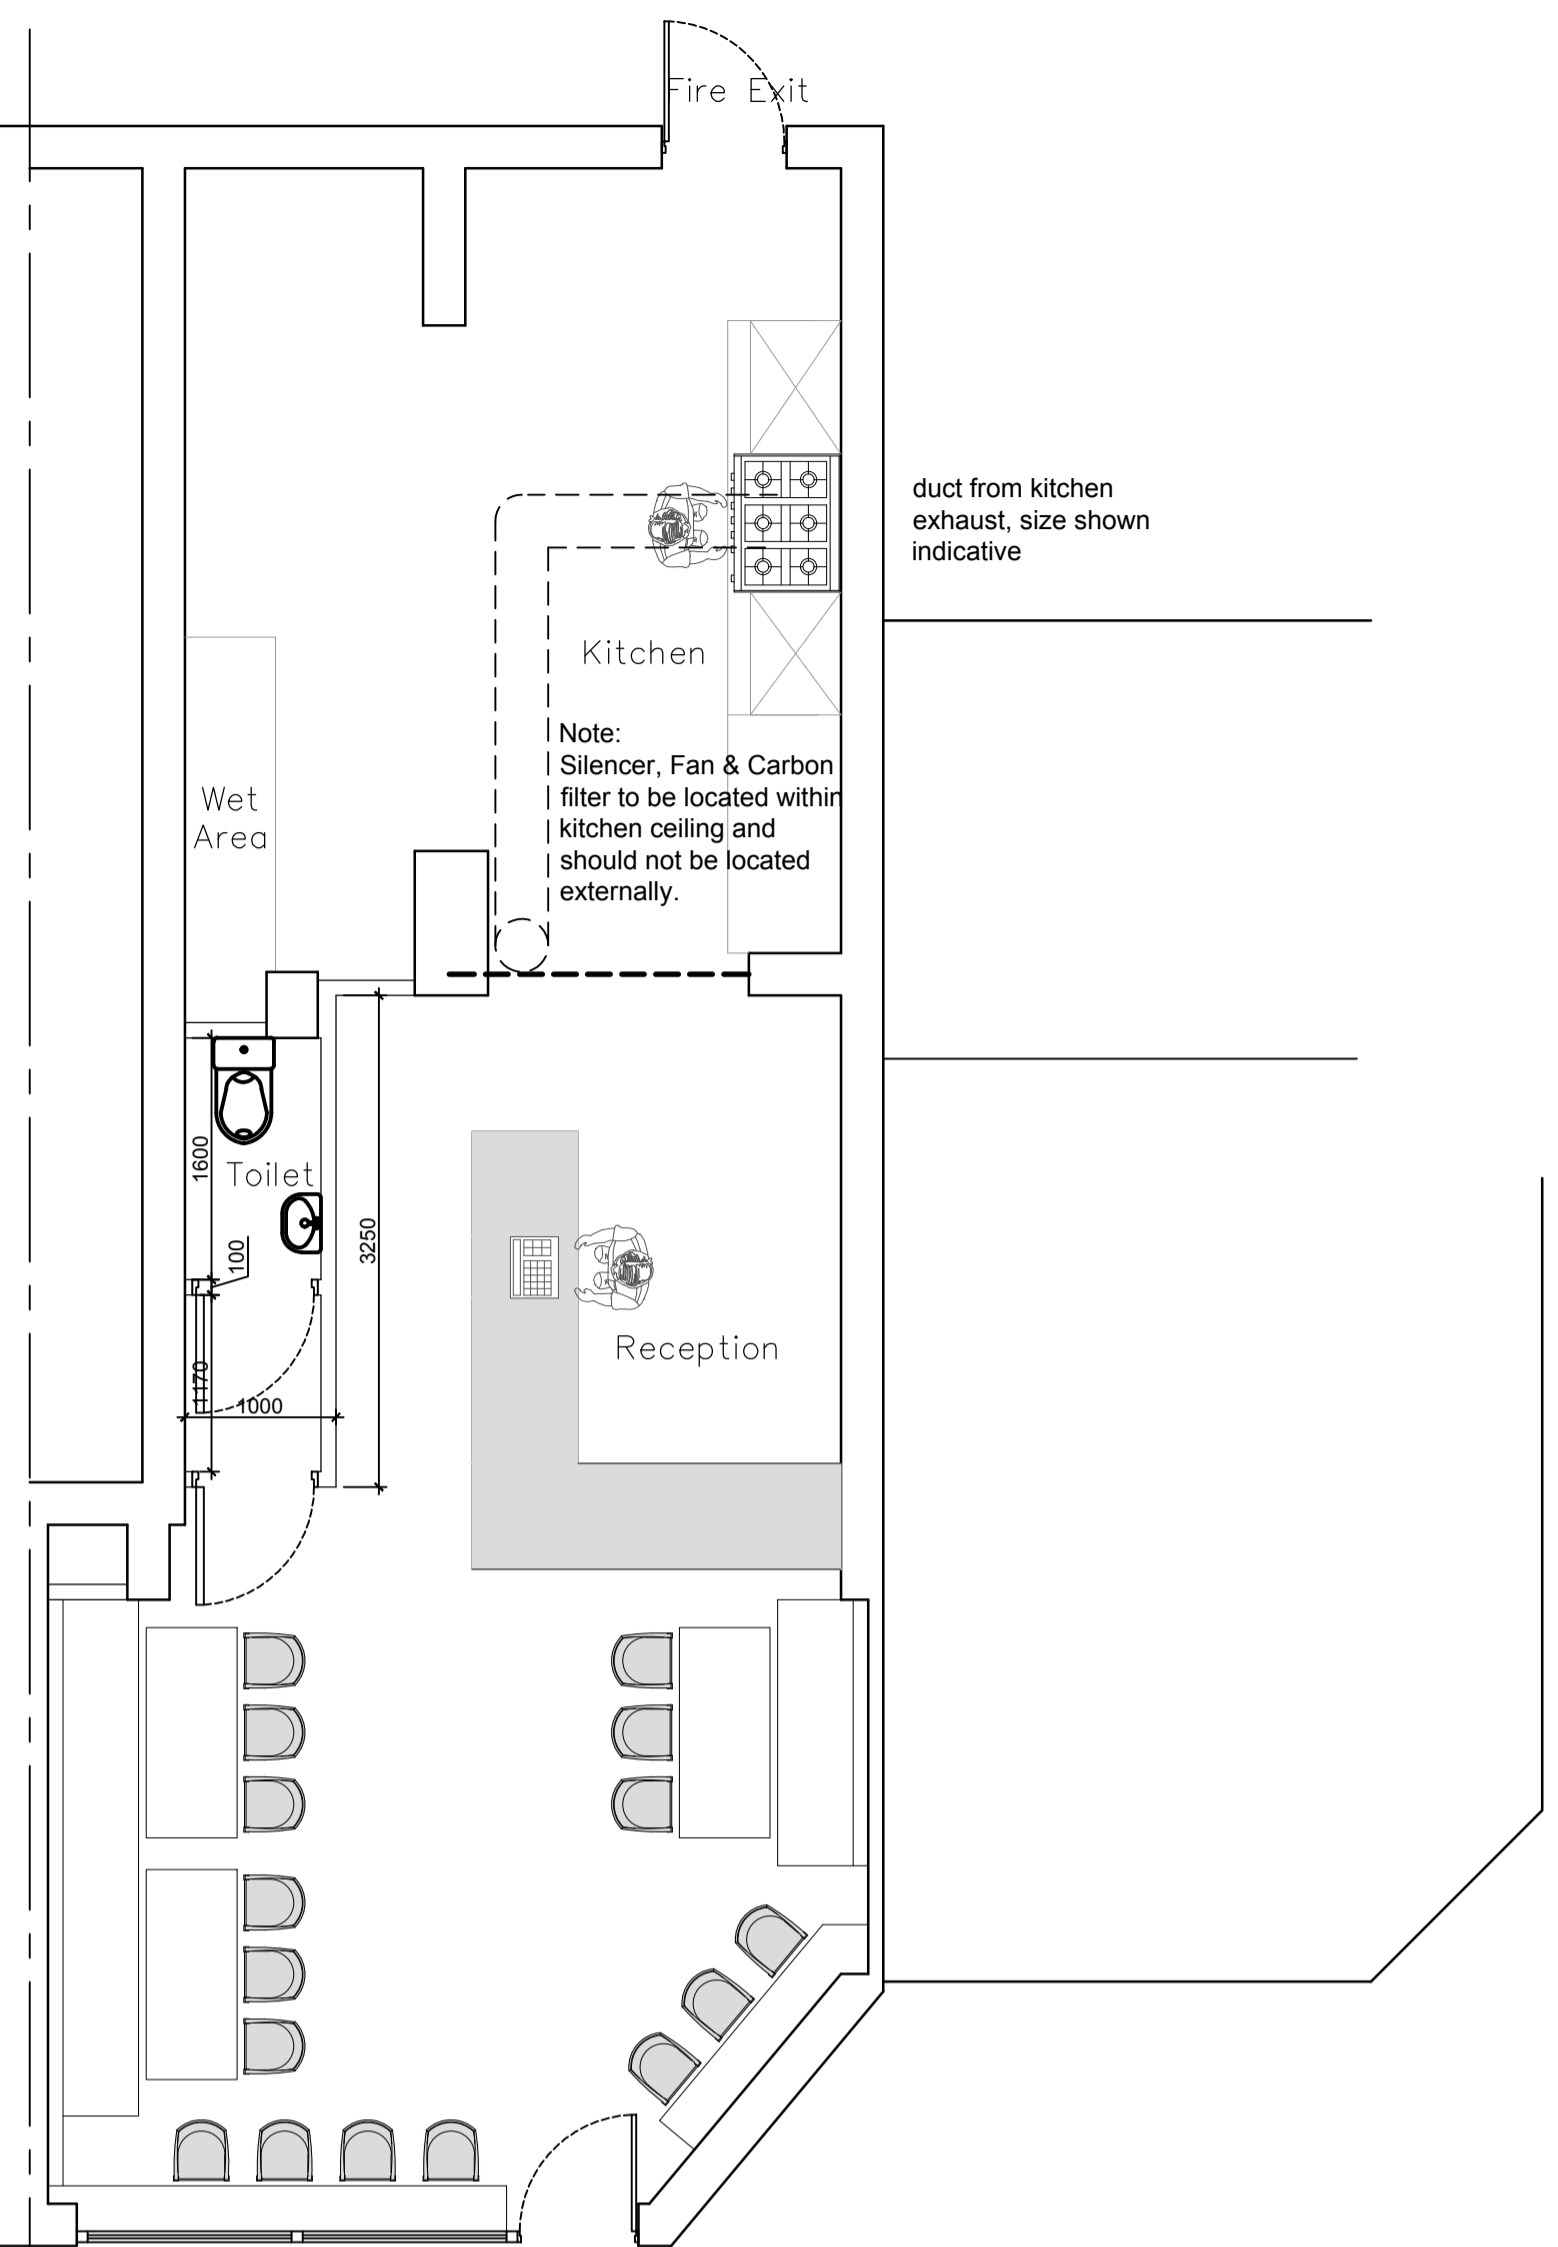 Fire Exit
duct from kitchen
exhaust, size shown
indicative
Kitchen
Note:
Silencer, Fan & Carbon
filter to be located within
kitchen ceiling and
should not be located
externally.
Wet
Area
1600
Toilet
100
3250
1170
1000
Reception